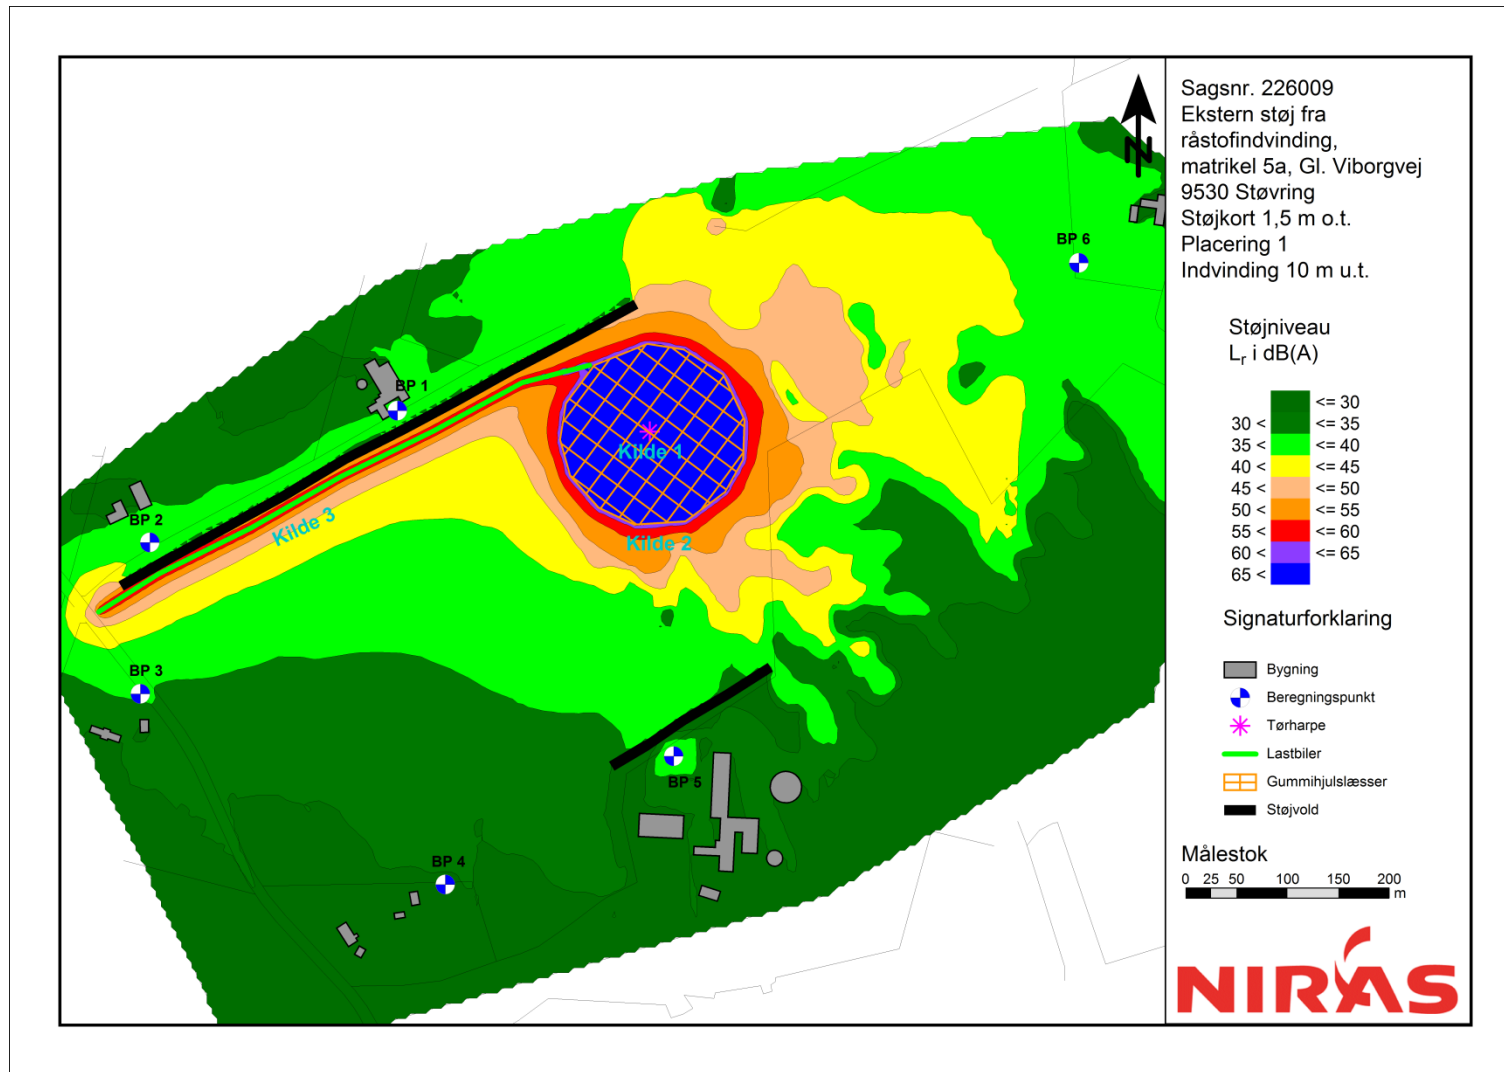 Sagsnr. 226009
Ekstern støj fra
råstofindvinding,
matrikel 5a, Gl. Viborgvej
9530 Støvring
Støjkort 1,5 m o.t.
Placering 1
Indvinding 10 m u.t.
N
BP 6
BP 1
Kilde 1
BP 2
Kilde 3
Kilde 2
BP 3
BP 5
BP 4
Støjniveau
Lr i dB(A)
<= 30
30 < <= 35
35 < <= 40
40 < <= 45
45 < <= 50
50 < <= 55
55 < <= 60
60 < <= 65
65 <
Signaturforklaring
Bygning
Beregningspunkt
Tørharpe
Lastbiler
Gummihjulslæsser
Støjvold
Målestok
0 25 50 100 150 200
m
NIRAS